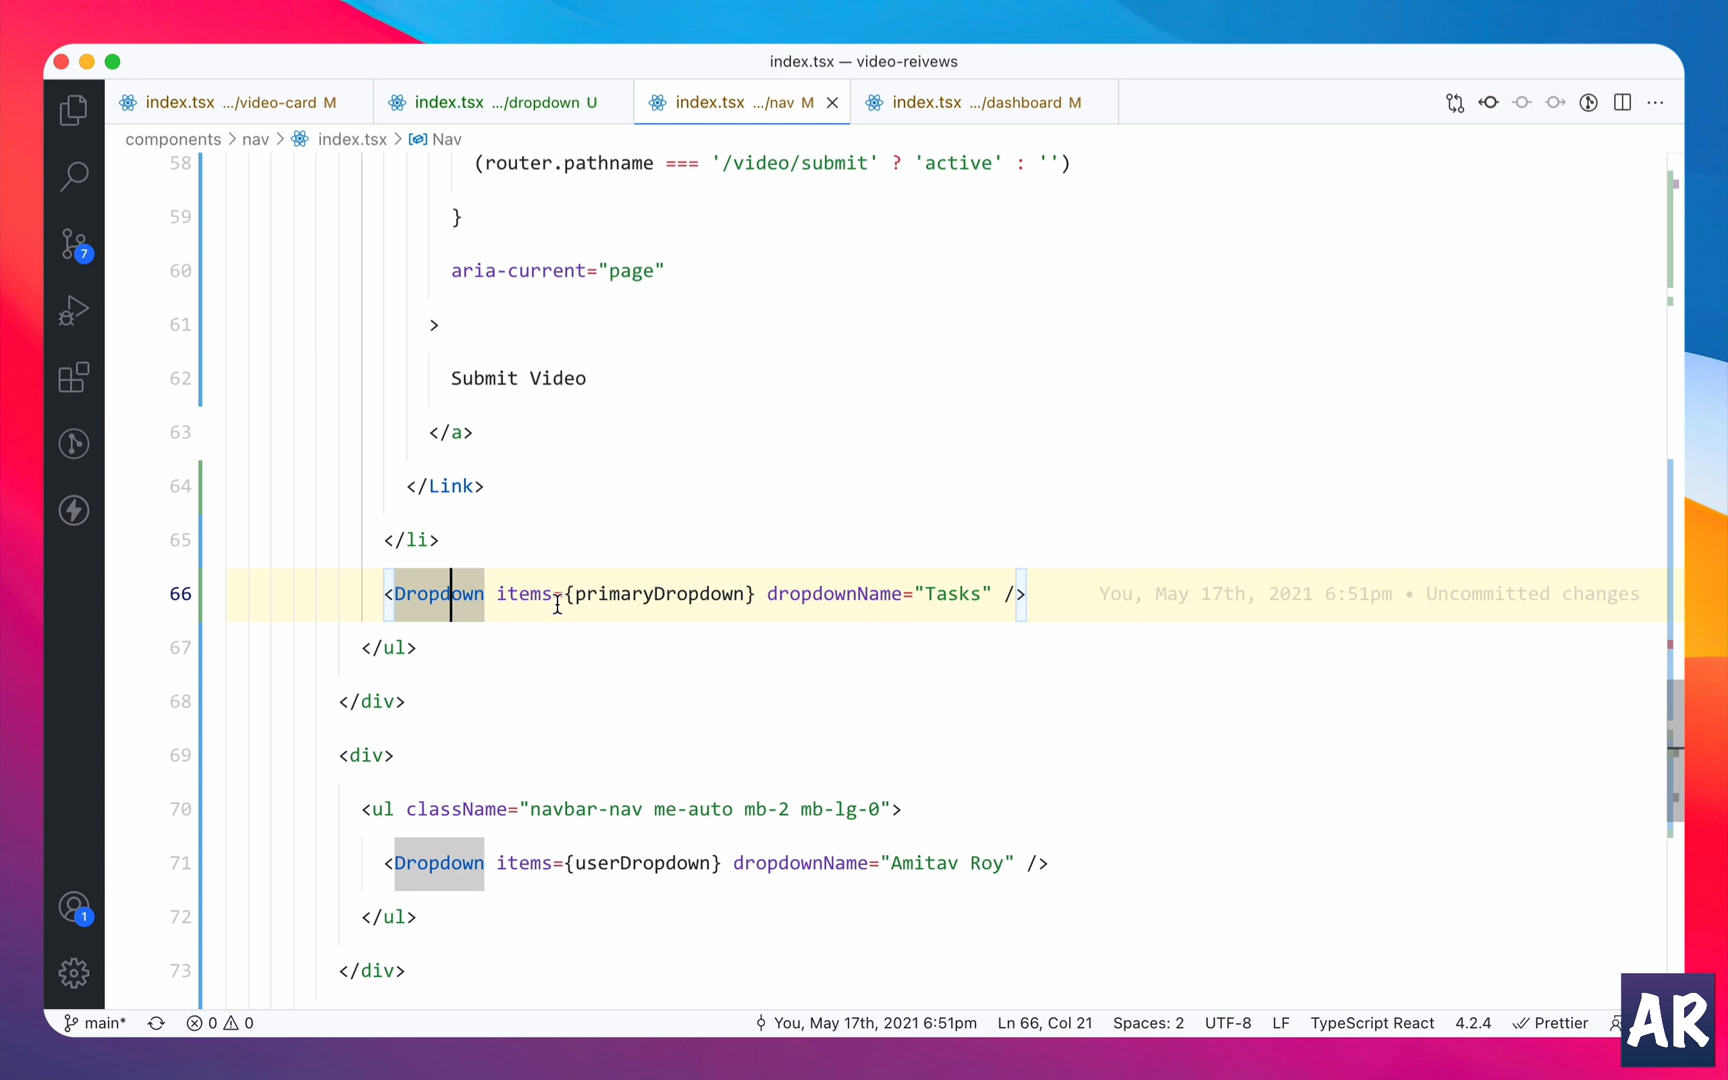 index.tsx — video-reivews
index.tsx .../video-card M index.tsx .../dropdown U index.tsx .../nav M index.tsx .../dashboard M
components > nav > index.tsx > Nav
58 (router.pathname === '/video/submit' ? 'active' : '')
59 }
60 aria-current="page"
61 >
62 Submit Video
63 </a>
64 </Link>
65 </li>
66 <Dropdown items={primaryDropdown} dropdownName="Tasks" /> You, May 17th, 2021 6:51pm • Uncommitted changes
67 </ul>
68 </div>
69 <div>
70 <ul className="navbar-nav me-auto mb-2 mb-lg-0">
71 <Dropdown items={userDropdown} dropdownName="Amitav Roy" />
72 </ul>
73 </div>
7
1
main* 0 0 You, May 17th, 2021 6:51pm Ln 66, Col 21 Spaces: 2 UTF-8 LF TypeScript React 4.2.4 Prettier
AR